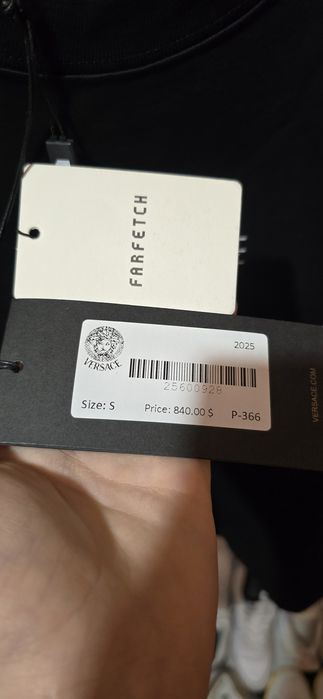 FARFETCH
2025
VERSACE
25600928
Size: S
Price: 840.00 $
P-366
VERSACE.COM